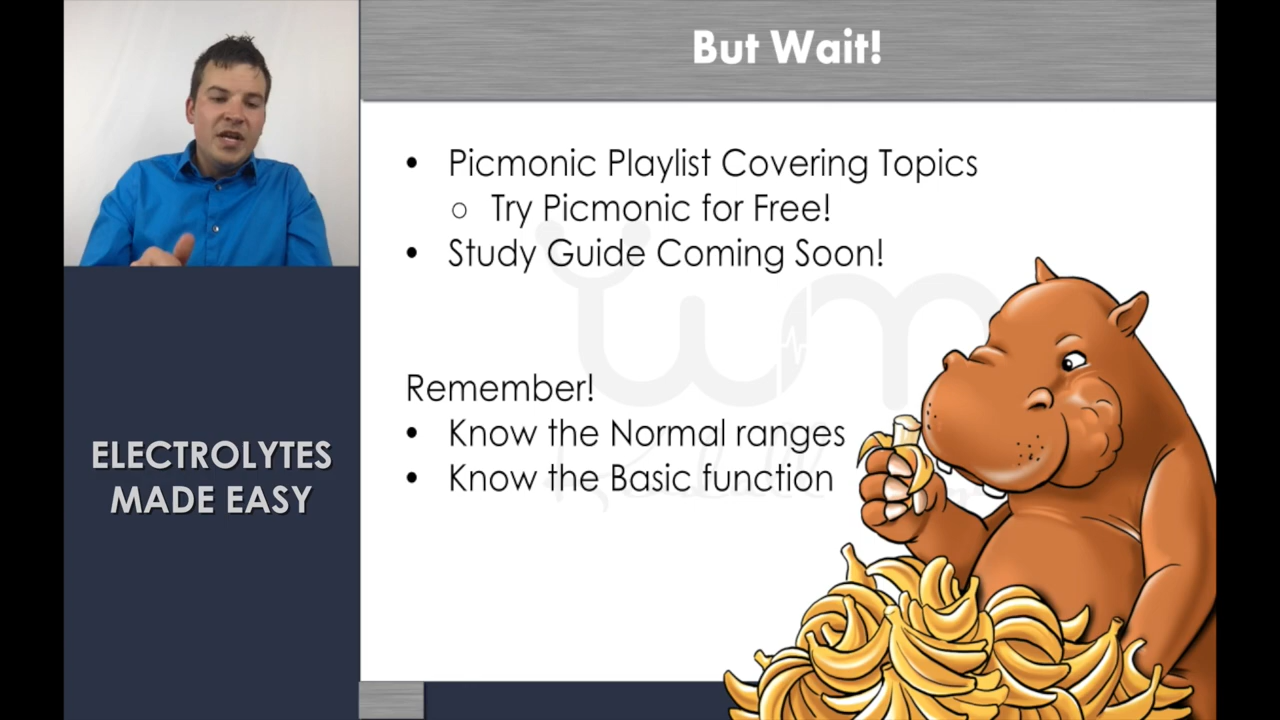 But Wait!
• Picmonic Playlist Covering Topics
○ Try Picmonic for Free!
• Study Guide Coming Soon!
Remember!
• Know the Normal ranges
• Know the Basic function
ELECTROLYTES
MADE EASY